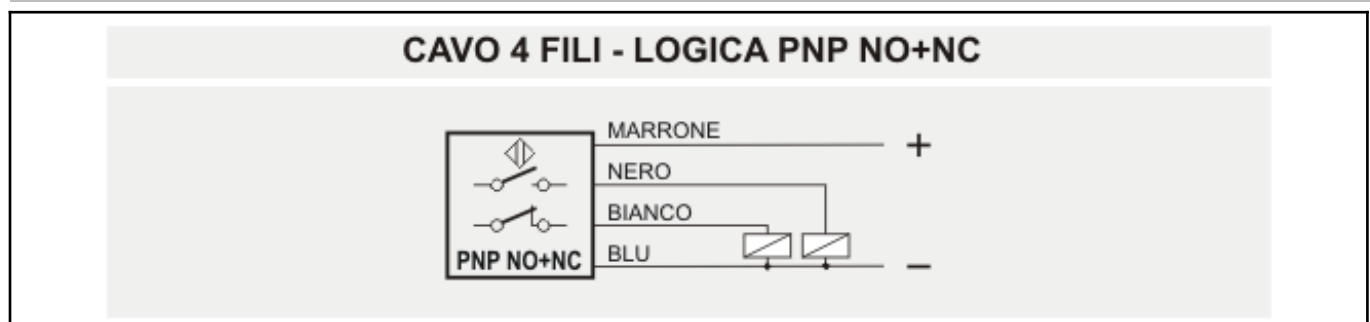 CAVO 4 FILI - LOGICA PNP NO+NC
MARRONE
+
NERO
BIANCO
BLU
PNP NO+NC
−